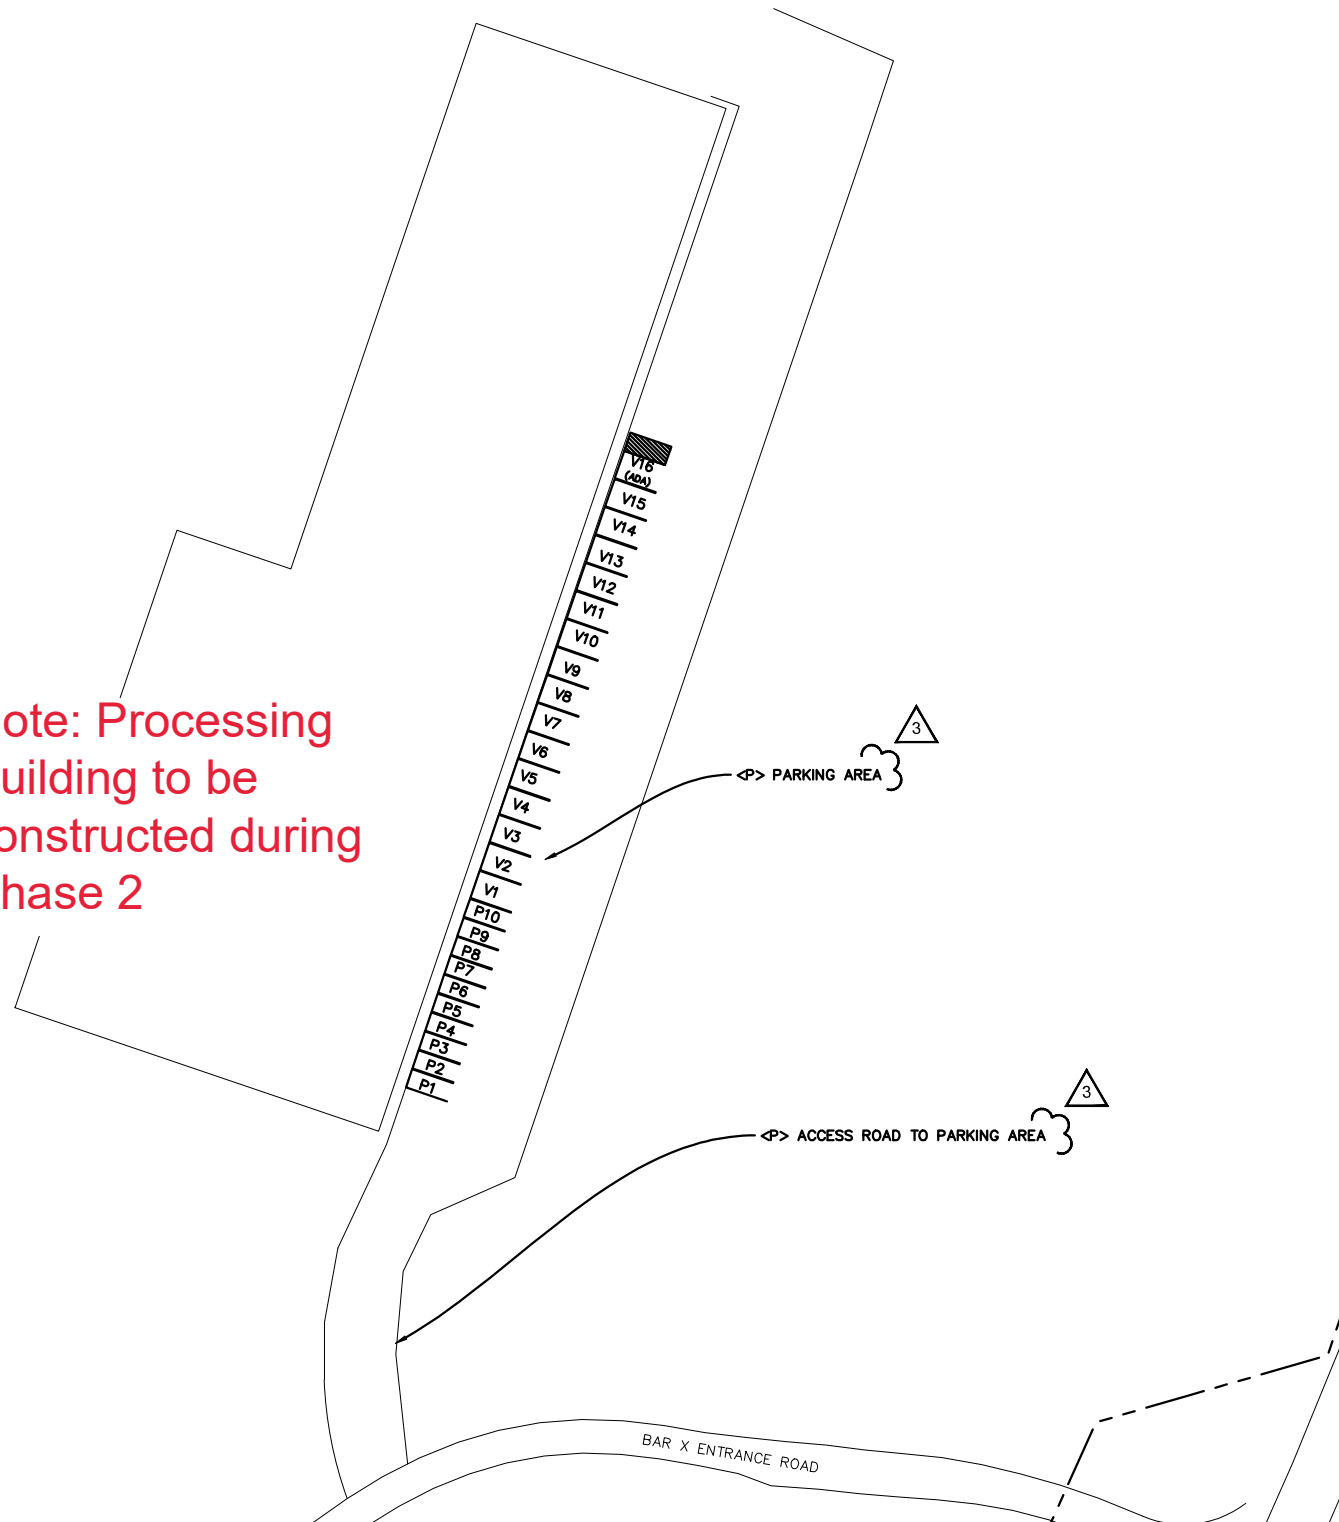 V16
(ADA)
V15
V14
V13
V12
V11
V10
V9
V8
V7
V6
V5
V4
V3
V2
V1
P10
P9
P8
P7
P6
P5
P4
P3
P2
P1
ote: Processing
uilding to be
onstructed during
hase 2
3
<P> PARKING AREA
3
<P> ACCESS ROAD TO PARKING AREA
BAR X ENTRANCE ROAD